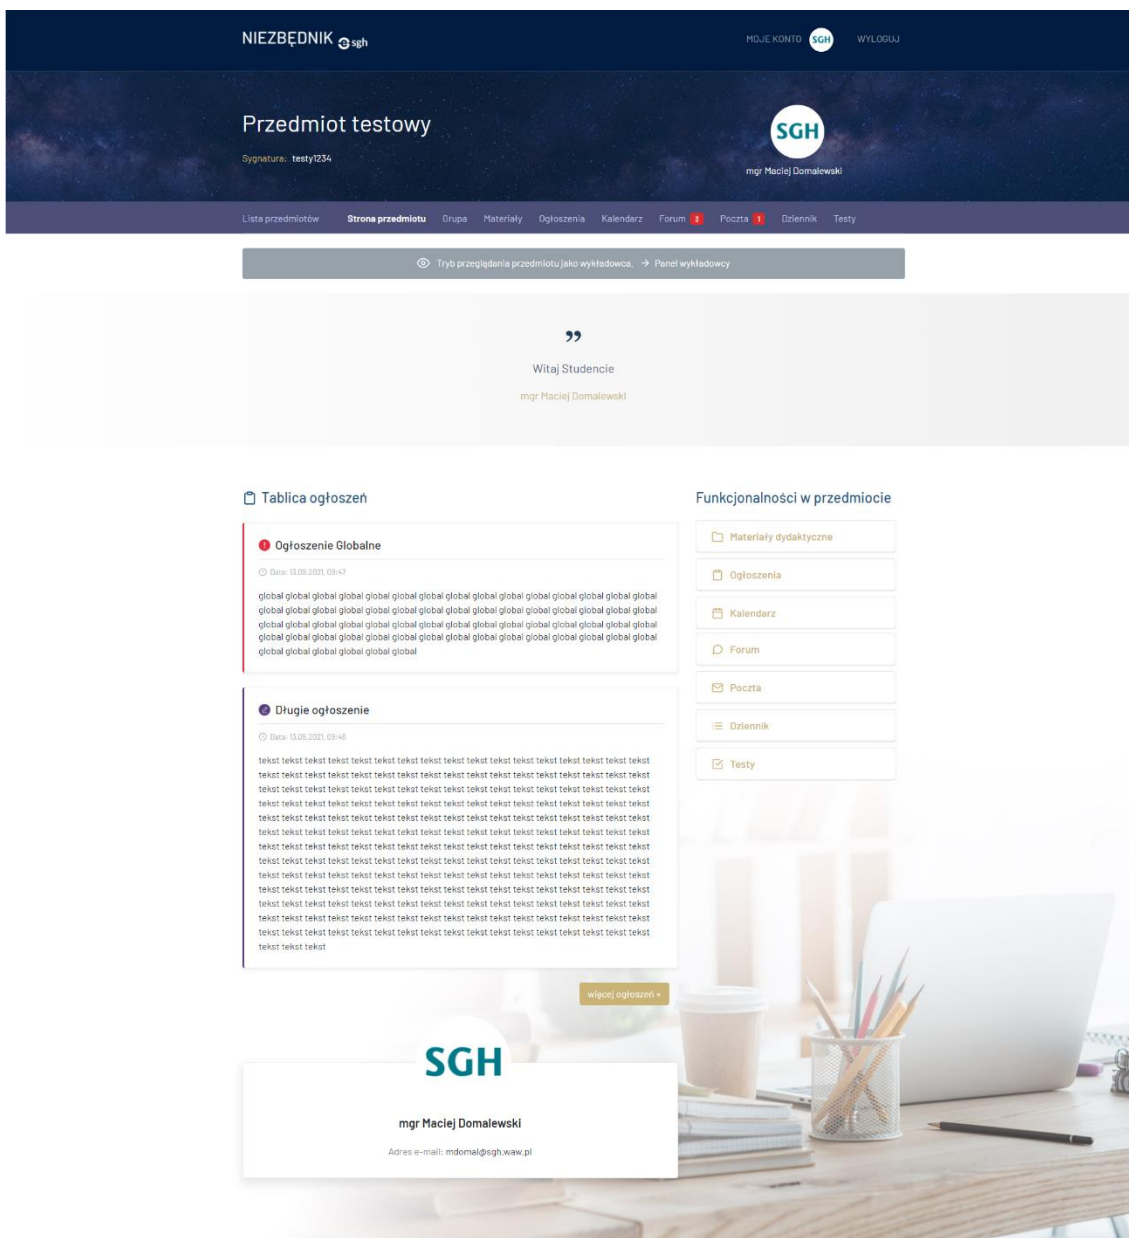 NIEZBĘDNIK e sgh
MOJE KONTO SGH WYLOGUJ
Przedmiot testowy
Sygnatura: testy1234
SGH
mgr Maciej Domalewski
Lista przedmiotów Strona przedmiotu Grupa Materiały Ogłoszenia Kalendarz Forum 3 Poczta 1 Dziennik Testy
Tryb przeglądania przedmiotu jako wykładowca. → Panel wykładowcy
”
Witaj Studencie
mgr Maciej Domalewski
Tablica ogłoszeń
Ogłoszenie Globalne
Data: 13.09.2021, 09:47
global global global global global global global global global global global global global global global
global global global global global global global global global global global global global global global
global global global global global global global global global global global global global global global
global global global global global global global global global global global global global global global
global global global global global global
Długie ogłoszenie
Data: 13.09.2021, 09:46
tekst tekst tekst tekst tekst tekst tekst tekst tekst tekst tekst tekst tekst tekst tekst tekst tekst
tekst tekst tekst tekst tekst tekst tekst tekst tekst tekst tekst tekst tekst tekst tekst tekst tekst
tekst tekst tekst tekst tekst tekst tekst tekst tekst tekst tekst tekst tekst tekst tekst tekst tekst
tekst tekst tekst tekst tekst tekst tekst tekst tekst tekst tekst tekst tekst tekst tekst tekst tekst
tekst tekst tekst tekst tekst tekst tekst tekst tekst tekst tekst tekst tekst tekst tekst tekst tekst
tekst tekst tekst tekst tekst tekst tekst tekst tekst tekst tekst tekst tekst tekst tekst tekst tekst
tekst tekst tekst tekst tekst tekst tekst tekst tekst tekst tekst tekst tekst tekst tekst tekst tekst
tekst tekst tekst tekst tekst tekst tekst tekst tekst tekst tekst tekst tekst tekst tekst tekst tekst
tekst tekst tekst tekst tekst tekst tekst tekst tekst tekst tekst tekst tekst tekst tekst tekst tekst
tekst tekst tekst tekst tekst tekst tekst tekst tekst tekst tekst tekst tekst tekst tekst tekst tekst
tekst tekst tekst tekst tekst tekst tekst tekst tekst tekst tekst tekst tekst tekst tekst tekst tekst
tekst tekst tekst tekst tekst tekst tekst tekst tekst tekst tekst tekst tekst tekst tekst tekst tekst
tekst tekst tekst tekst tekst tekst tekst tekst tekst tekst tekst tekst tekst tekst tekst tekst tekst
tekst tekst tekst
więcej ogłoszeń »
Funkcjonalności w przedmiocie
Materiały dydaktyczne
Ogłoszenia
Kalendarz
Forum
Poczta
Dziennik
Testy
SGH
mgr Maciej Domalewski
Adres e-mail: mdomal@sgh.waw.pl